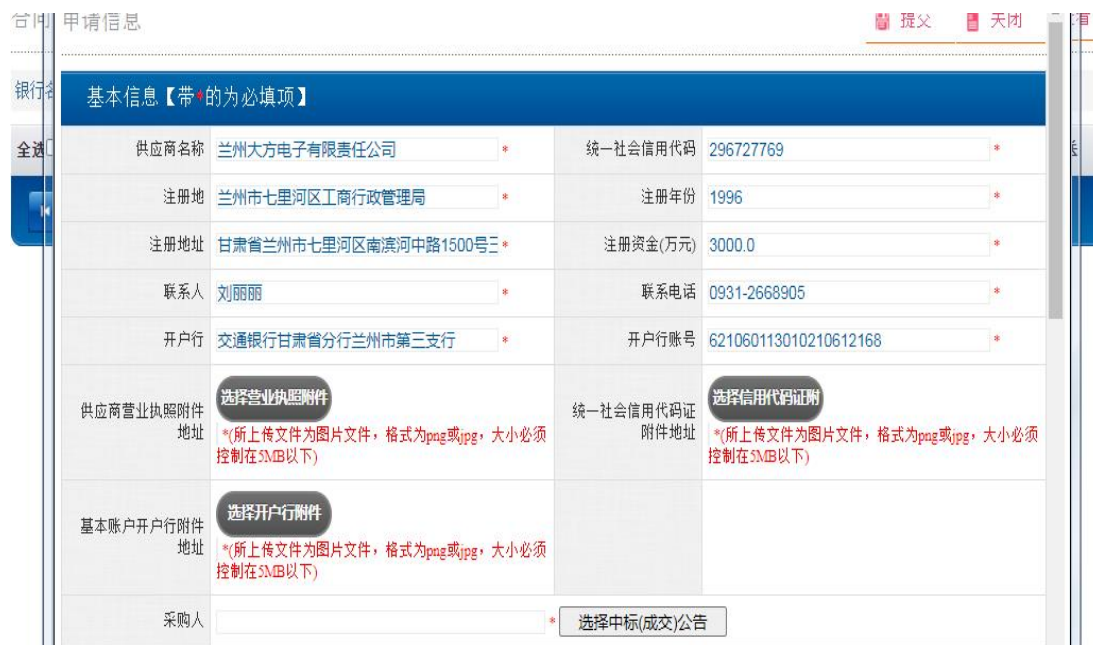 合同 申请信息 提交 关闭 查看
银行名
基本信息【带*的为必填项】
全选
供应商名称 兰州大方电子有限责任公司 * 统一社会信用代码 296727769 *
注册地 兰州市七里河区工商行政管理局 * 注册年份 1996 *
注册地址 甘肃省兰州市七里河区南滨河中路1500号三 * 注册资金(万元) 3000.0 *
联系人 刘丽丽 * 联系电话 0931-2668905 *
开户行 交通银行甘肃省分行兰州市第三支行 * 开户行账号 621060113010210612168 *
供应商营业执照附件
地址
选择营业执照附件
*(所上传文件为图片文件，格式为png或jpg，大小必须
控制在5MB以下)
统一社会信用代码证
附件地址
选择信用代码证附
*(所上传文件为图片文件，格式为png或jpg，大小必须
控制在5MB以下)
基本账户开户行附件
地址
选择开户行附件
*(所上传文件为图片文件，格式为png或jpg，大小必须
控制在5MB以下)
采购人 * 选择中标(成交)公告